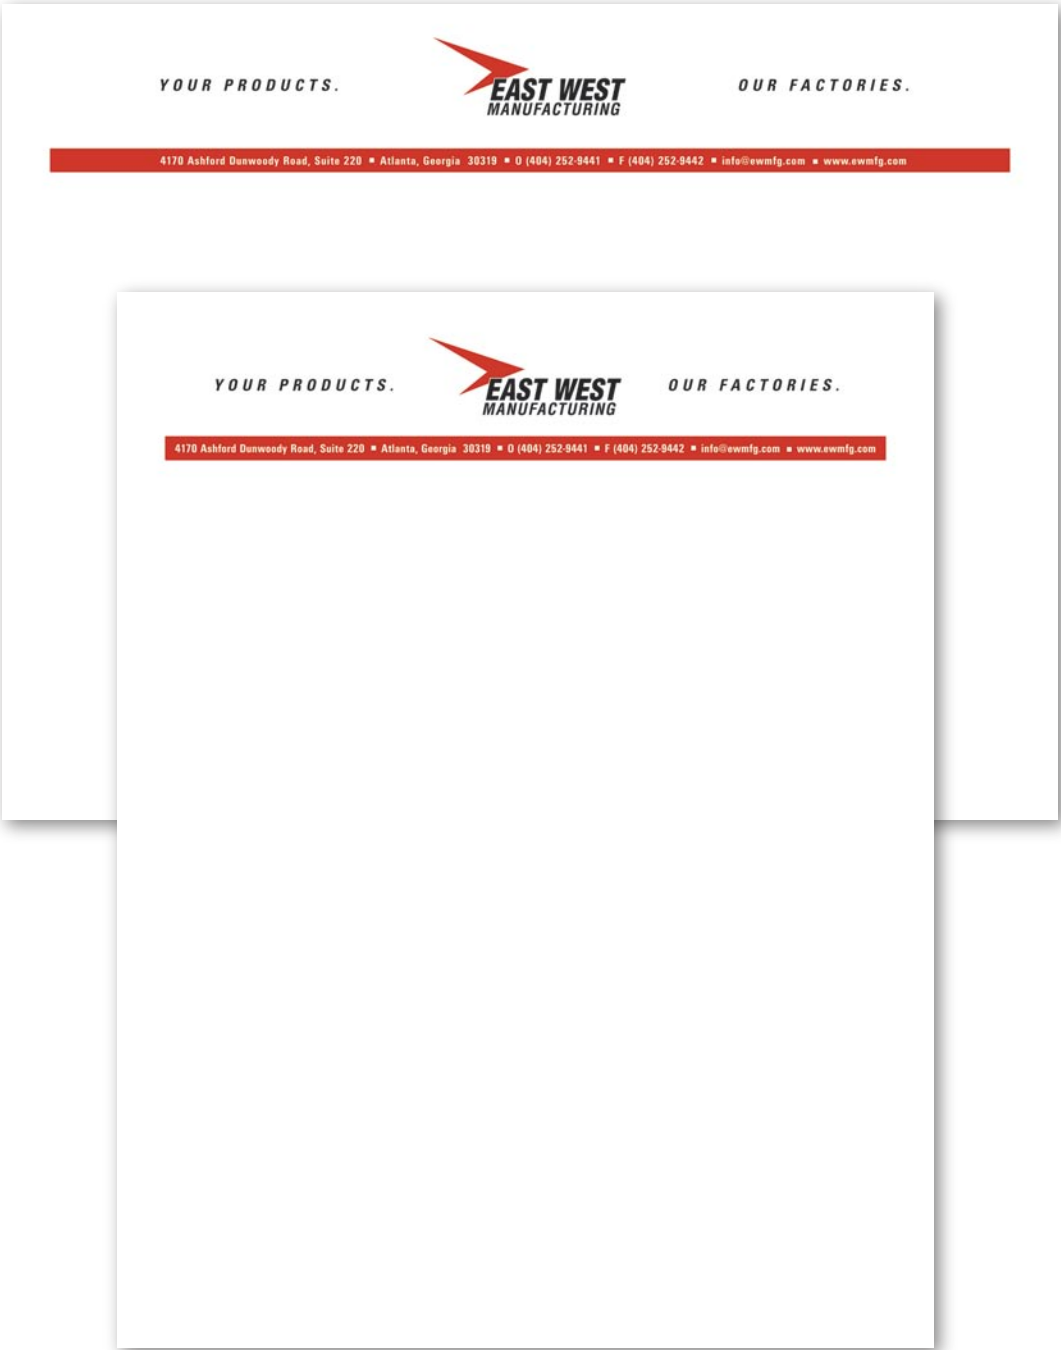 YOUR PRODUCTS.
EAST WEST
MANUFACTURING
OUR FACTORIES.
4170 Ashford Dunwoody Road, Suite 220 ▪ Atlanta, Georgia 30319 ▪ O (404) 252-9441 ▪ F (404) 252-9442 ▪ info@ewmfg.com ▪ www.ewmfg.com
YOUR PRODUCTS.
EAST WEST
MANUFACTURING
OUR FACTORIES.
4170 Ashford Dunwoody Road, Suite 220 ▪ Atlanta, Georgia 30319 ▪ O (404) 252-9441 ▪ F (404) 252-9442 ▪ info@ewmfg.com ▪ www.ewmfg.com